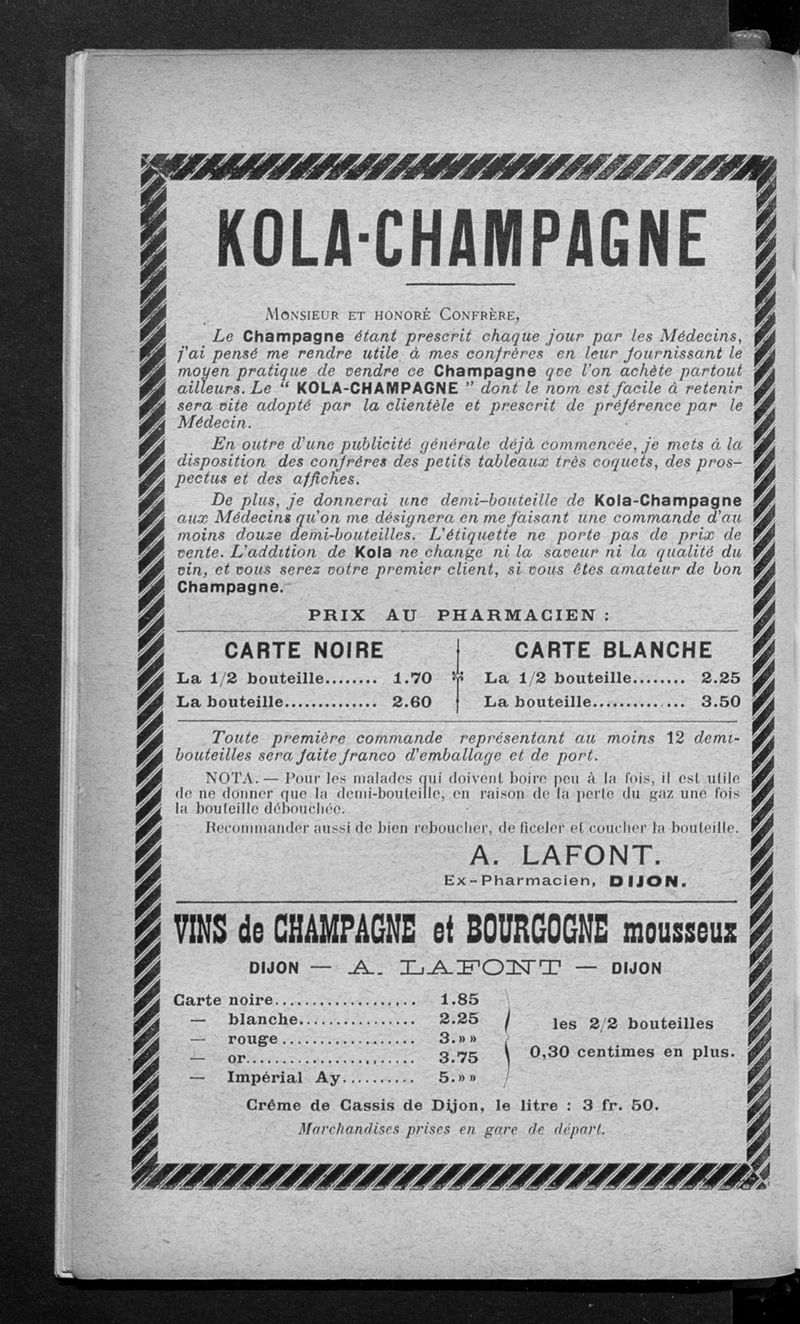 KOLA-CHAMPAGNE
MONSIEUR ET HONORÉ CONFRÈRE,
Le Champagne étant prescrit chaque jour par les Médecins,
j'ai pensé me rendre utile à mes confrères en leur fournissant le
moyen pratique de vendre ce Champagne qve l'on achète partout
ailleurs. Le “ KOLA-CHAMPAGNE ” dont le nom est facile à retenir
sera vite adopté par la clientèle et prescrit de préférence par le
Médecin.
En outre d'une publicité générale déjà commencée, je mets à la
disposition des confréres des petits tableaux très coquets, des pros-
pectus et des affiches.
De plus, je donnerai une demi-bouteille de Kola-Champagne
aux Médecins qu'on me désignera en me faisant une commande d'au
moins douze demi-bouteilles. L'étiquette ne porte pas de prix de
vente. L'addition de Kola ne change ni la saveur ni la qualité du
vin, et vous serez votre premier client, si vous êtes amateur de bon
Champagne.
PRIX AU PHARMACIEN :
CARTE NOIRE
La 1/2 bouteille........ 1.70
La bouteille.............. 2.60
CARTE BLANCHE
La 1/2 bouteille........ 2.25
La bouteille.............. 3.50
Toute première commande représentant au moins 12 demi-
bouteilles sera faite franco d'emballage et de port.
NOTA. — Pour les malades qui doivent boire peu à la fois, il est utile
de ne donner que la demi-bouteille, en raison de la perte du gaz une fois
la bouteille débouchée.
Recommander aussi de bien reboucher, de ficeler et coucher la bouteille.
A. LAFONT.
Ex-Pharmacien, DIJON.
VINS de CHAMPAGNE et BOURGOGNE mousseux
DIJON — A. LAFONT — DIJON
Carte noire................... 1.85
— blanche................ 2.25
— rouge.................. 3.»»
— or....................... 3.75
— Impérial Ay.......... 5.»»
les 2/2 bouteilles
0,30 centimes en plus.
Créme de Cassis de Dijon, le litre : 3 fr. 50.
Marchandises prises en gare de départ.